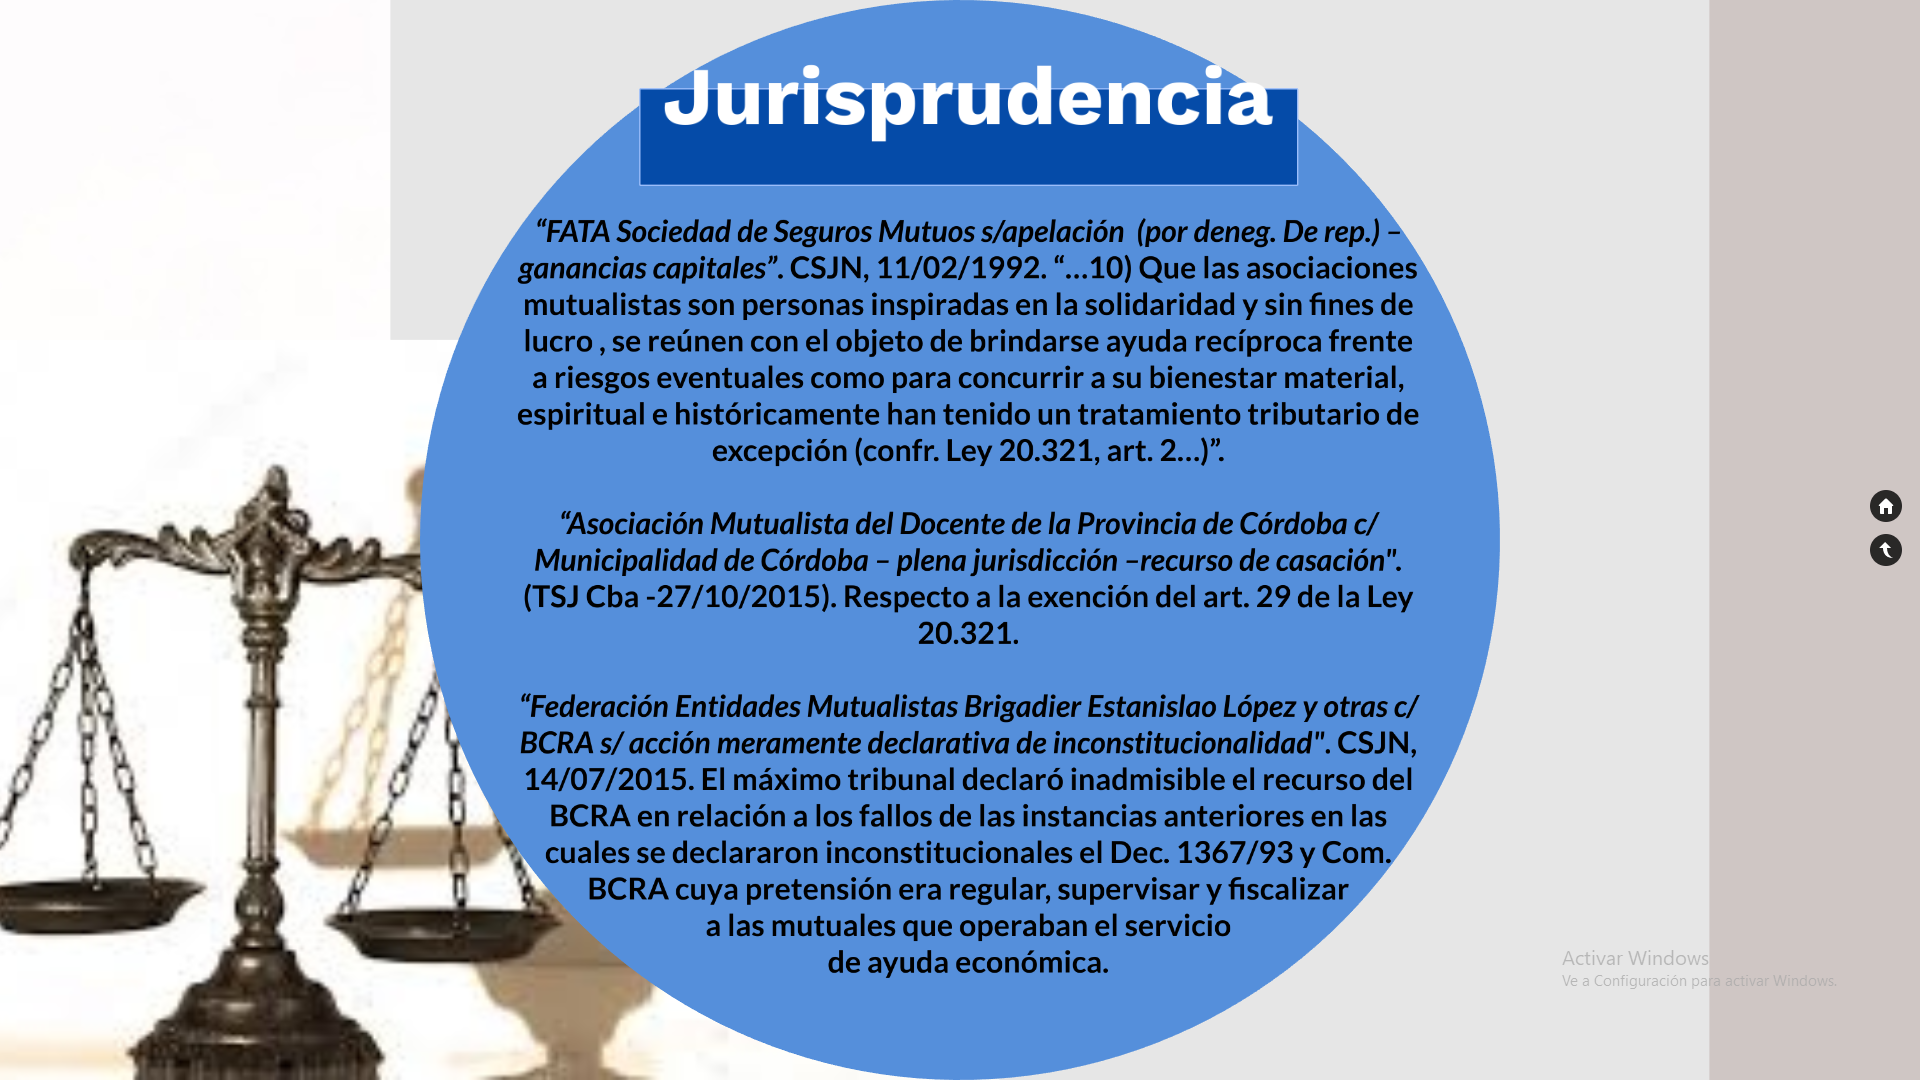 Jurisprudencia
“FATA Sociedad de Seguros Mutuos s/apelación  (por deneg. De rep.) –
ganancias capitales”. CSJN, 11/02/1992. “...10) Que las asociaciones
mutualistas son personas inspiradas en la solidaridad y sin fines de
lucro , se reúnen con el objeto de brindarse ayuda recíproca frente
a riesgos eventuales como para concurrir a su bienestar material,
espiritual e históricamente han tenido un tratamiento tributario de
excepción (confr. Ley 20.321, art. 2...)”.
“Asociación Mutualista del Docente de la Provincia de Córdoba c/
Municipalidad de Córdoba – plena jurisdicción –recurso de casación".
(TSJ Cba -27/10/2015). Respecto a la exención del art. 29 de la Ley
20.321.
“Federación Entidades Mutualistas Brigadier Estanislao López y otras c/
BCRA s/ acción meramente declarativa de inconstitucionalidad". CSJN,
14/07/2015. El máximo tribunal declaró inadmisible el recurso del
BCRA en relación a los fallos de las instancias anteriores en las
cuales se declararon inconstitucionales el Dec. 1367/93 y Com.
BCRA cuya pretensión era regular, supervisar y fiscalizar
a las mutuales que operaban el servicio
de ayuda económica.
Activar Windows
Ve a Configuración para activar Windows.